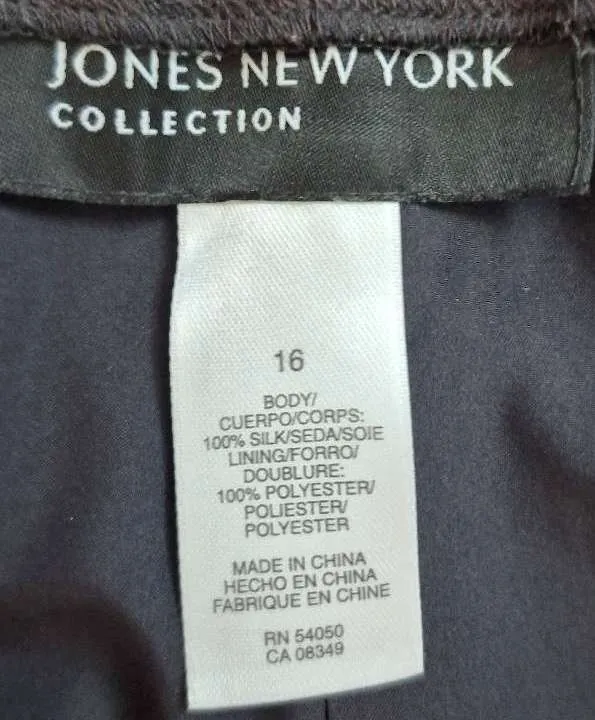 JONES NEW YORK
COLLECTION
16
BODY/
CUERPO/CORPS:
100% SILK/SEDA/SOIE
LINING/FORRO/
DOUBLURE:
100% POLYESTER/
POLIESTER/
POLYESTER
MADE IN CHINA
HECHO EN CHINA
FABRIQUE EN CHINE
RN 54050
CA 08349